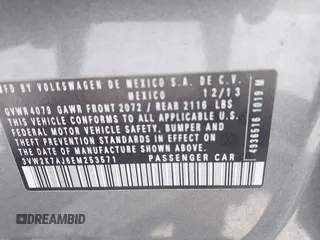 MFD. BY VOLKSWAGEN DE MEXICO S.A. DE C.V.
MEXICO 12/13
GVWR 4079 GAWR FRONT 2072 / REAR 2116 LBS
THIS VEHICLE CONFORMS TO ALL APPLICABLE U.S.
FEDERAL MOTOR VEHICLE SAFETY, BUMPER AND
THEFT PREVENTION STANDARDS IN EFFECT ON THE
DATE OF MANUFACTURE SHOWN ABOVE
3VW2K7AJ8EM253571
PASSENGER CAR
4936516 1019 M